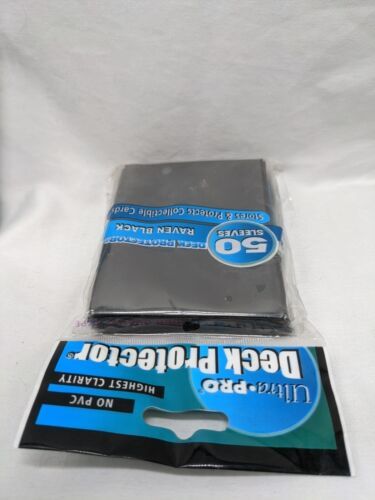 NO PVC
HIGHEST CLARITY
Ultra•PRO®
Deck Protector®s
50
SLEEVES
DECK PROTECTOR®
RAVEN BLACK
Stores & Protects Collectible Cards